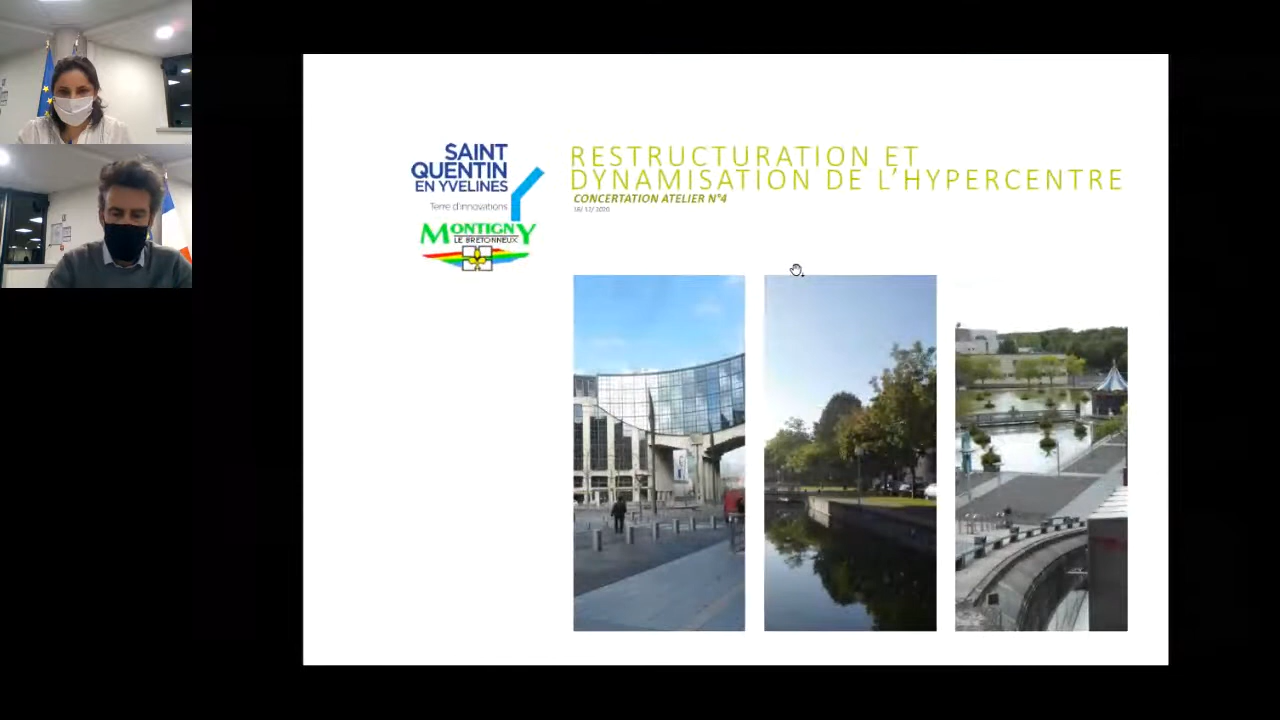 SAINT
QUENTIN
EN YVELINES
Terre d'innovations
MONTIGNY
LE BRETONNEUX
RESTRUCTURATION ET
DYNAMISATION DE L'HYPERCENTRE
CONCERTATION ATELIER N°4